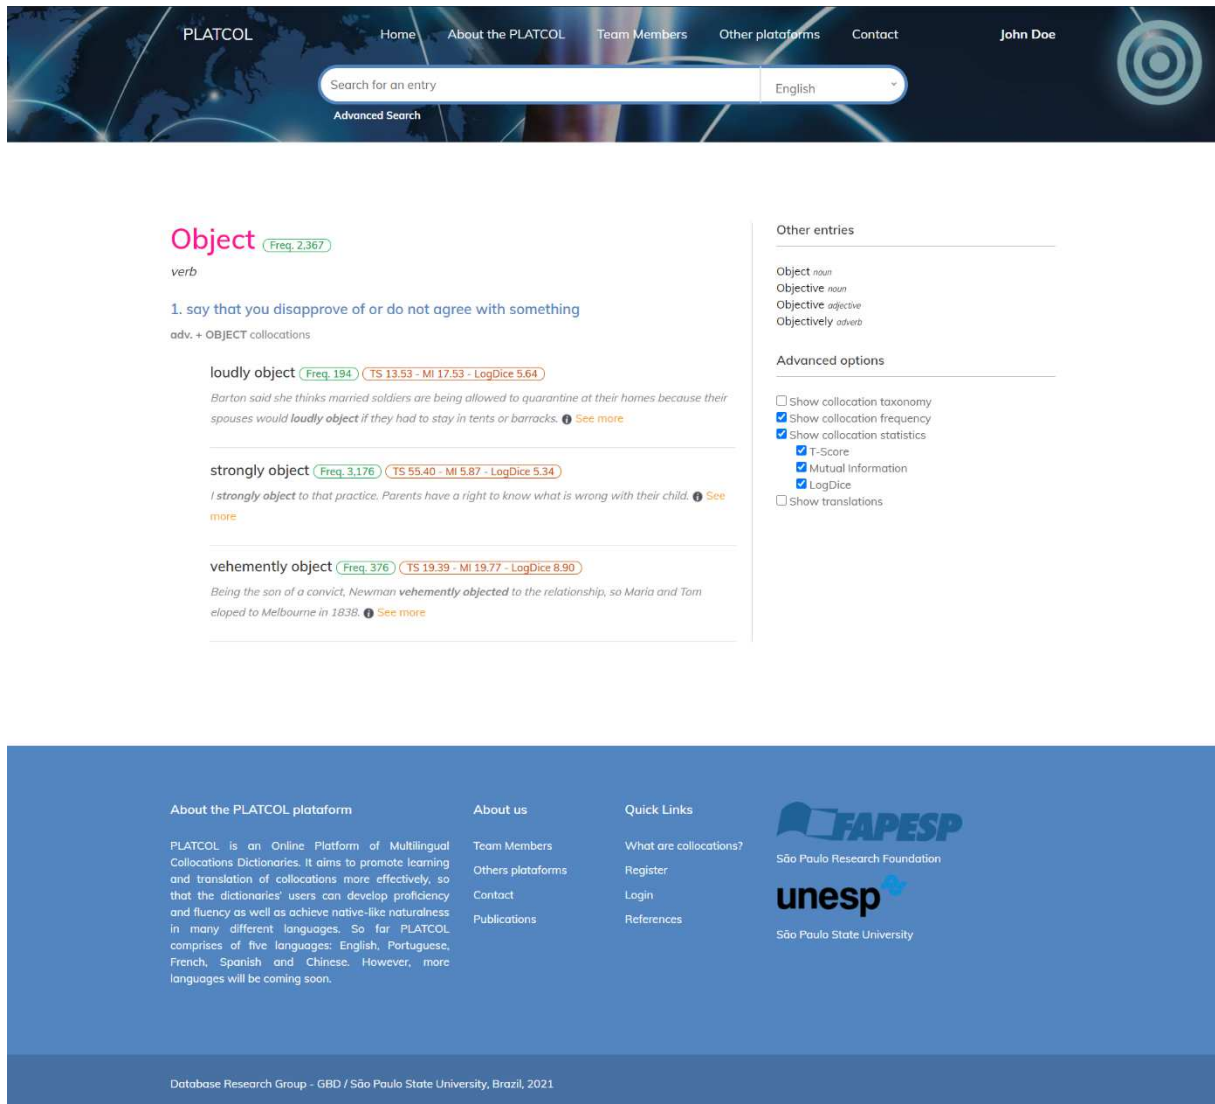 PLATCOL Home About the PLATCOL Team Members Other plataforms Contact John Doe
Search for an entry English
Advanced Search
Object Freq. 2,367
verb
1. say that you disapprove of or do not agree with something
adv. + OBJECT collocations
loudly object Freq. 194 TS 13.53 - MI 17.53 - LogDice 5.64
Barton said she thinks married soldiers are being allowed to quarantine at their homes because their
spouses would loudly object if they had to stay in tents or barracks. See more
strongly object Freq. 3,176 TS 55.40 - MI 5.87 - LogDice 5.34
I strongly object to that practice. Parents have a right to know what is wrong with their child. See
more
vehemently object Freq. 376 TS 19.39 - MI 19.77 - LogDice 8.90
Being the son of a convict, Newman vehemently objected to the relationship, so Maria and Tom
eloped to Melbourne in 1838. See more
Other entries
Object noun
Objective noun
Objective adjective
Objectively adverb
Advanced options
Show collocation taxonomy
Show collocation frequency
Show collocation statistics
T-Score
Mutual Information
LogDice
Show translations
About the PLATCOL plataform
PLATCOL is an Online Platform of Multilingual
Collocations Dictionaries. It aims to promote learning
and translation of collocations more effectively, so
that the dictionaries' users can develop proficiency
and fluency as well as achieve native-like naturalness
in many different languages. So far PLATCOL
comprises of five languages: English, Portuguese,
French, Spanish and Chinese. However, more
languages will be coming soon.
About us
Team Members
Others plataforms
Contact
Publications
Quick Links
What are collocations?
Register
Login
References
FAPESP
São Paulo Research Foundation
unesp
São Paulo State University
Database Research Group - GBD / São Paulo State University, Brazil, 2021